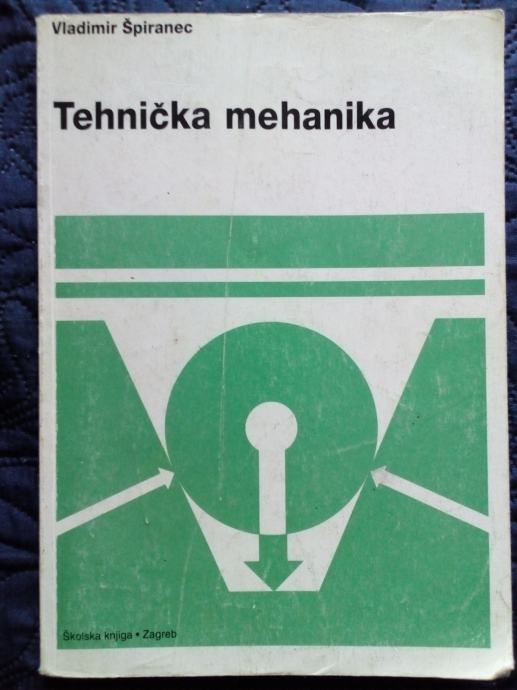 Vladimir Špiranec
Tehnička mehanika
Školska knjiga • Zagreb